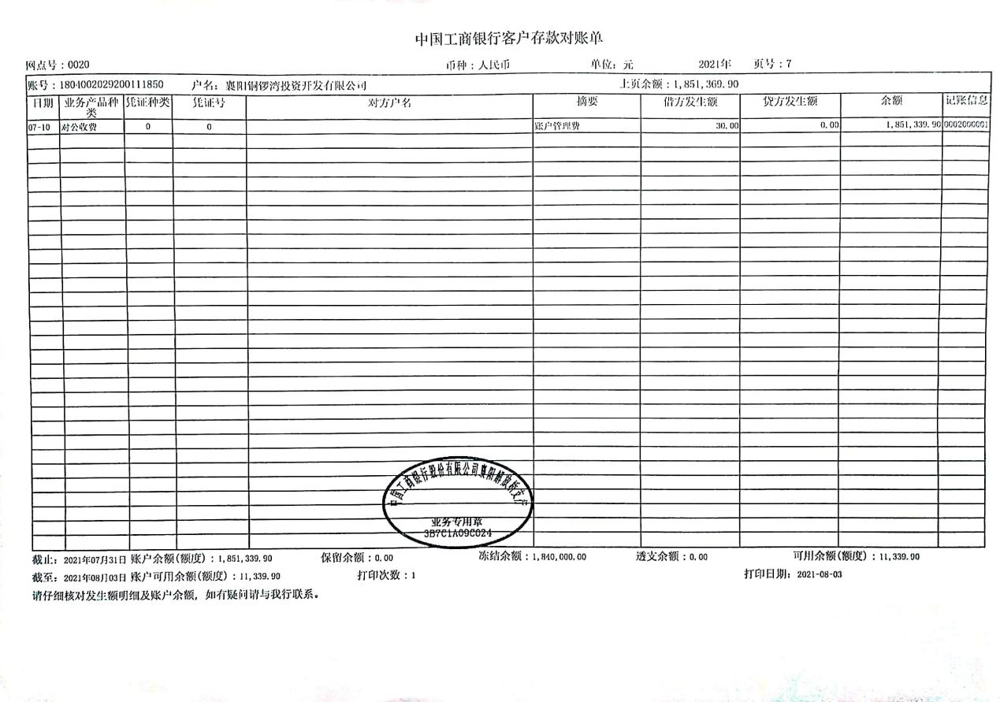 中国工商银行客户存款对账单
网点号：0020 币种：人民币 单位：元 2021年 页号：7
账号：1804002029200111850 户名：襄阳铜锣湾投资开发有限公司 上页余额：1,851,369.90
日期 业务产品种类 凭证种类 凭证号 对方户名 摘要 借方发生额 贷方发生额 余额 记账信息
07-10 对公收费 0 0 账户管理费 30.00 0.00 1,851,339.90 0002000001
中国工商银行股份有限公司襄阳解放桥支行
业务专用章
3B7C1A09C024
截止：2021年07月31日 账户余额(额度)：1,851,339.90 保留余额：0.00 冻结余额：1,840,000.00 透支余额：0.00 可用余额(额度)：11,339.90
截至：2021年08月03日 账户可用余额(额度)：11,339.90 打印次数：1 打印日期：2021-08-03
请仔细核对发生额明细及账户余额，如有疑问请与我行联系。